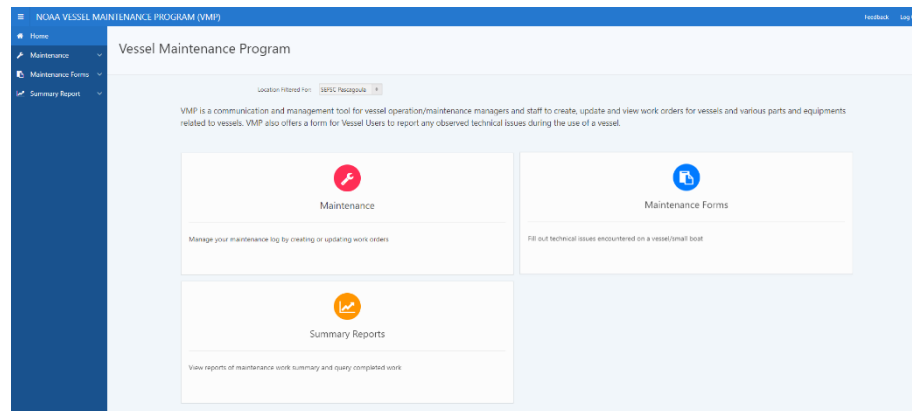 NOAA VESSEL MAINTENANCE PROGRAM (VMP)
Feedback Log
Home
Maintenance
Maintenance Forms
Summary Report
Vessel Maintenance Program
Location Filtered For: SEFSC Pascagoula
VMP is a communication and management tool for vessel operation/maintenance managers and staff to create, update and view work orders for vessels and various parts and equipments
related to vessels. VMP also offers a form for Vessel Users to report any observed technical issues during the use of a vessel.
Maintenance
Manage your maintenance log by creating or updating work orders
Maintenance Forms
Fill out technical issues encountered on a vessel/small boat
Summary Reports
View reports of maintenance work summary and query completed work